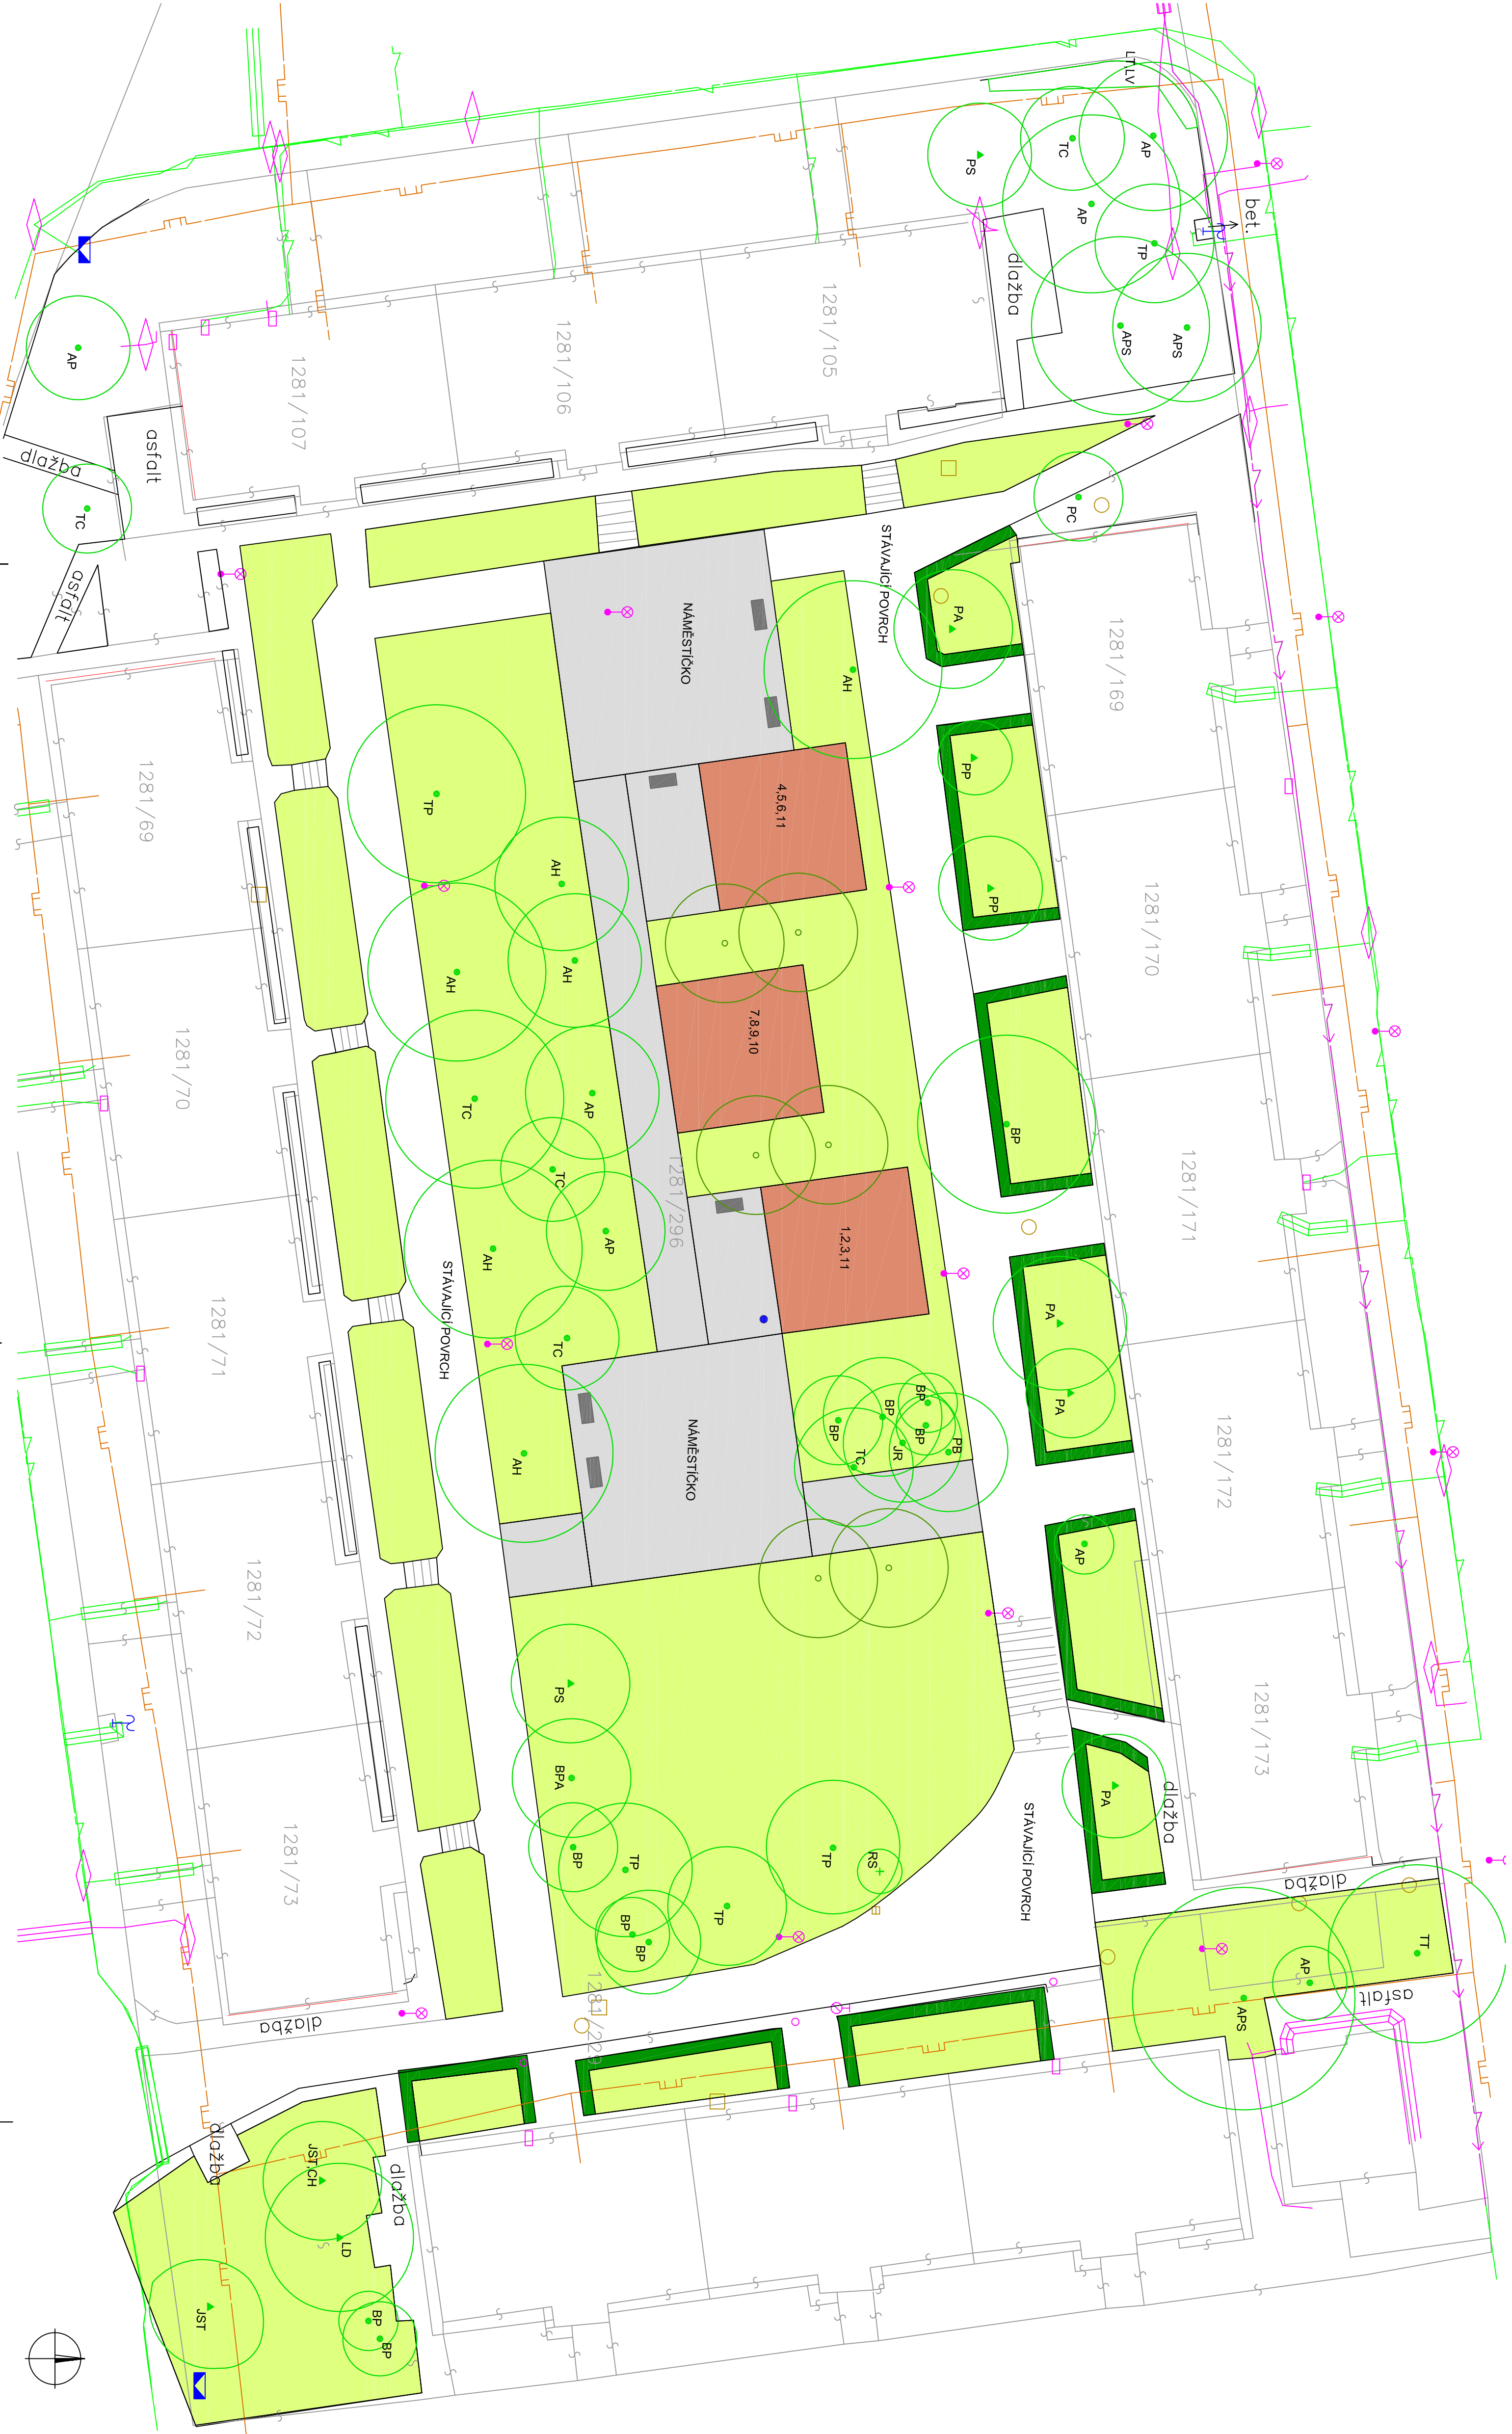 LT,LV
AP
TC
PS
AP
TP
bet.
APS
APS
dlažba
1281/105
1281/106
1281/107
AP
asfalt
dlažba
TC
asfalt
PC
STÁVAJÍCÍ POVRCH
NÁMĚSTÍČKO
PA
AH
1281/169
PP
4,5,6,11
TP
1281/69
AH
PP
1281/170
AH
AH
7,8,9,10
1281/70
TC
AP
BP
TC
1281/296
1281/171
AP
AH
1,2,3,11
STÁVAJÍCÍ POVRCH
1281/71
TC
PA
PA
BP
BP
BP
BP
JR
PB
TC
AH
NÁMĚSTÍČKO
1281/172
AP
1281/72
PS
1281/173
BPA
PA
dlažba
STÁVAJÍCÍ POVRCH
BP
TP
TP
RS
1281/73
TP
BP
BP
dlažba
TT
AP
APS
asfalt
1281/229
dlažba
dlažba
JST,CH
dlažba
LD
JST
BP
BP